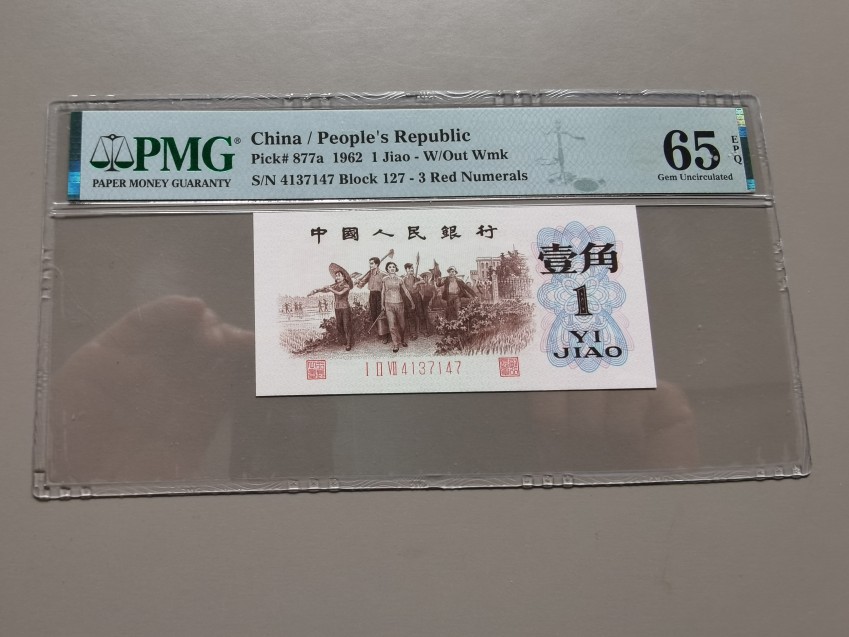 PMG®
PAPER MONEY GUARANTY
China / People's Republic
Pick# 877a 1962 1 Jiao - W/Out Wmk
S/N 4137147 Block 127 - 3 Red Numerals
65
EPQ
Gem Uncirculated
中國人民銀行
壹角
1
YI
JIAO
I II VII 4137147